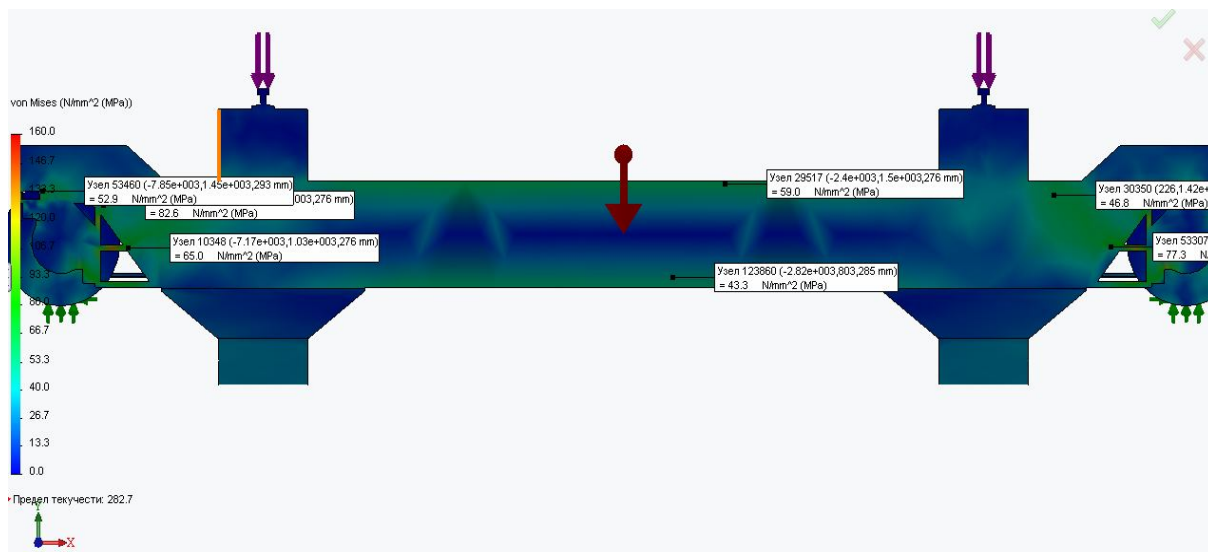 von Mises (N/mm^2 (MPa))
160.0
146.7
133.3
120.0
106.7
93.3
80.0
66.7
53.3
40.0
26.7
13.3
0.0
Предел текучести: 282.7
Узел 53460 (-7.85e+003,1.45e+003,293 mm)
= 52.9 N/mm^2 (MPa)
003,276 mm)
= 82.6 N/mm^2 (MPa)
Узел 10348 (-7.17e+003,1.03e+003,276 mm)
= 65.0 N/mm^2 (MPa)
Узел 29517 (-2.4e+003,1.5e+003,276 mm)
= 59.0 N/mm^2 (MPa)
Узел 123860 (-2.82e+003,803,285 mm)
= 43.3 N/mm^2 (MPa)
Узел 30350 (226,1.42e+
= 46.8 N/mm^2 (MPa)
Узел 53307
= 77.3 N/
Y
X